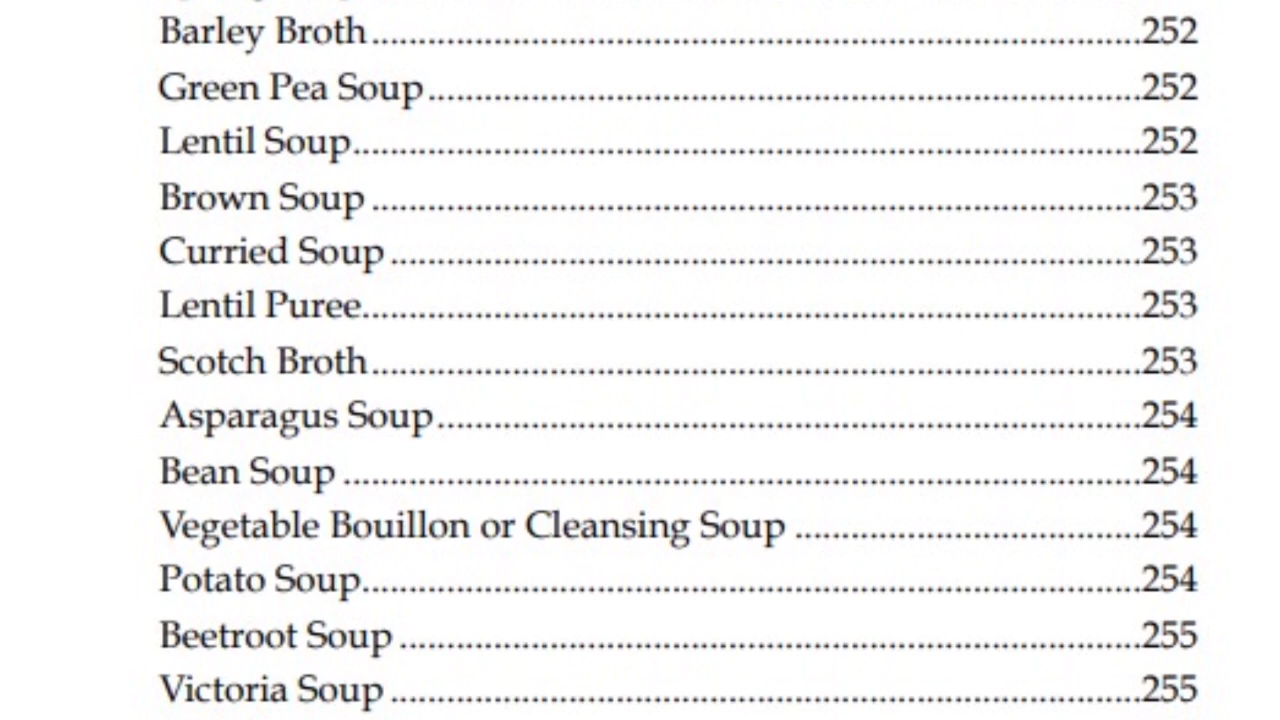 Barley Broth.....252
Green Pea Soup.....252
Lentil Soup.....252
Brown Soup.....253
Curried Soup.....253
Lentil Puree.....253
Scotch Broth.....253
Asparagus Soup.....254
Bean Soup.....254
Vegetable Bouillon or Cleansing Soup.....254
Potato Soup.....254
Beetroot Soup.....255
Victoria Soup.....255